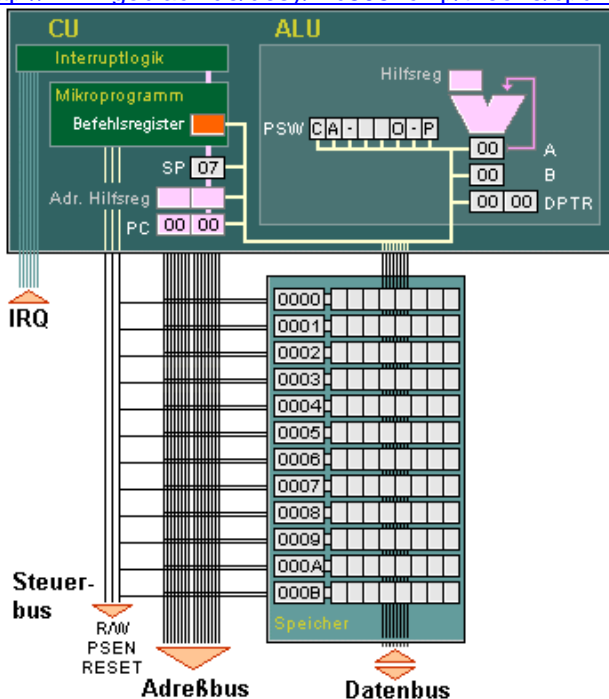 CU
ALU
Interruptlogik
Mikroprogramm
Befehlsregister
SP 07
Adr. Hilfsreg
PC 00 00
Hilfsreg
PSW C A - O - P
00 A
00 B
00 00 DPTR
IRQ
0000
0001
0002
0003
0004
0005
0006
0007
0008
0009
000A
000B
Speicher
Steuer-
bus
R/W
PSEN
RESET
Adreßbus
Datenbus